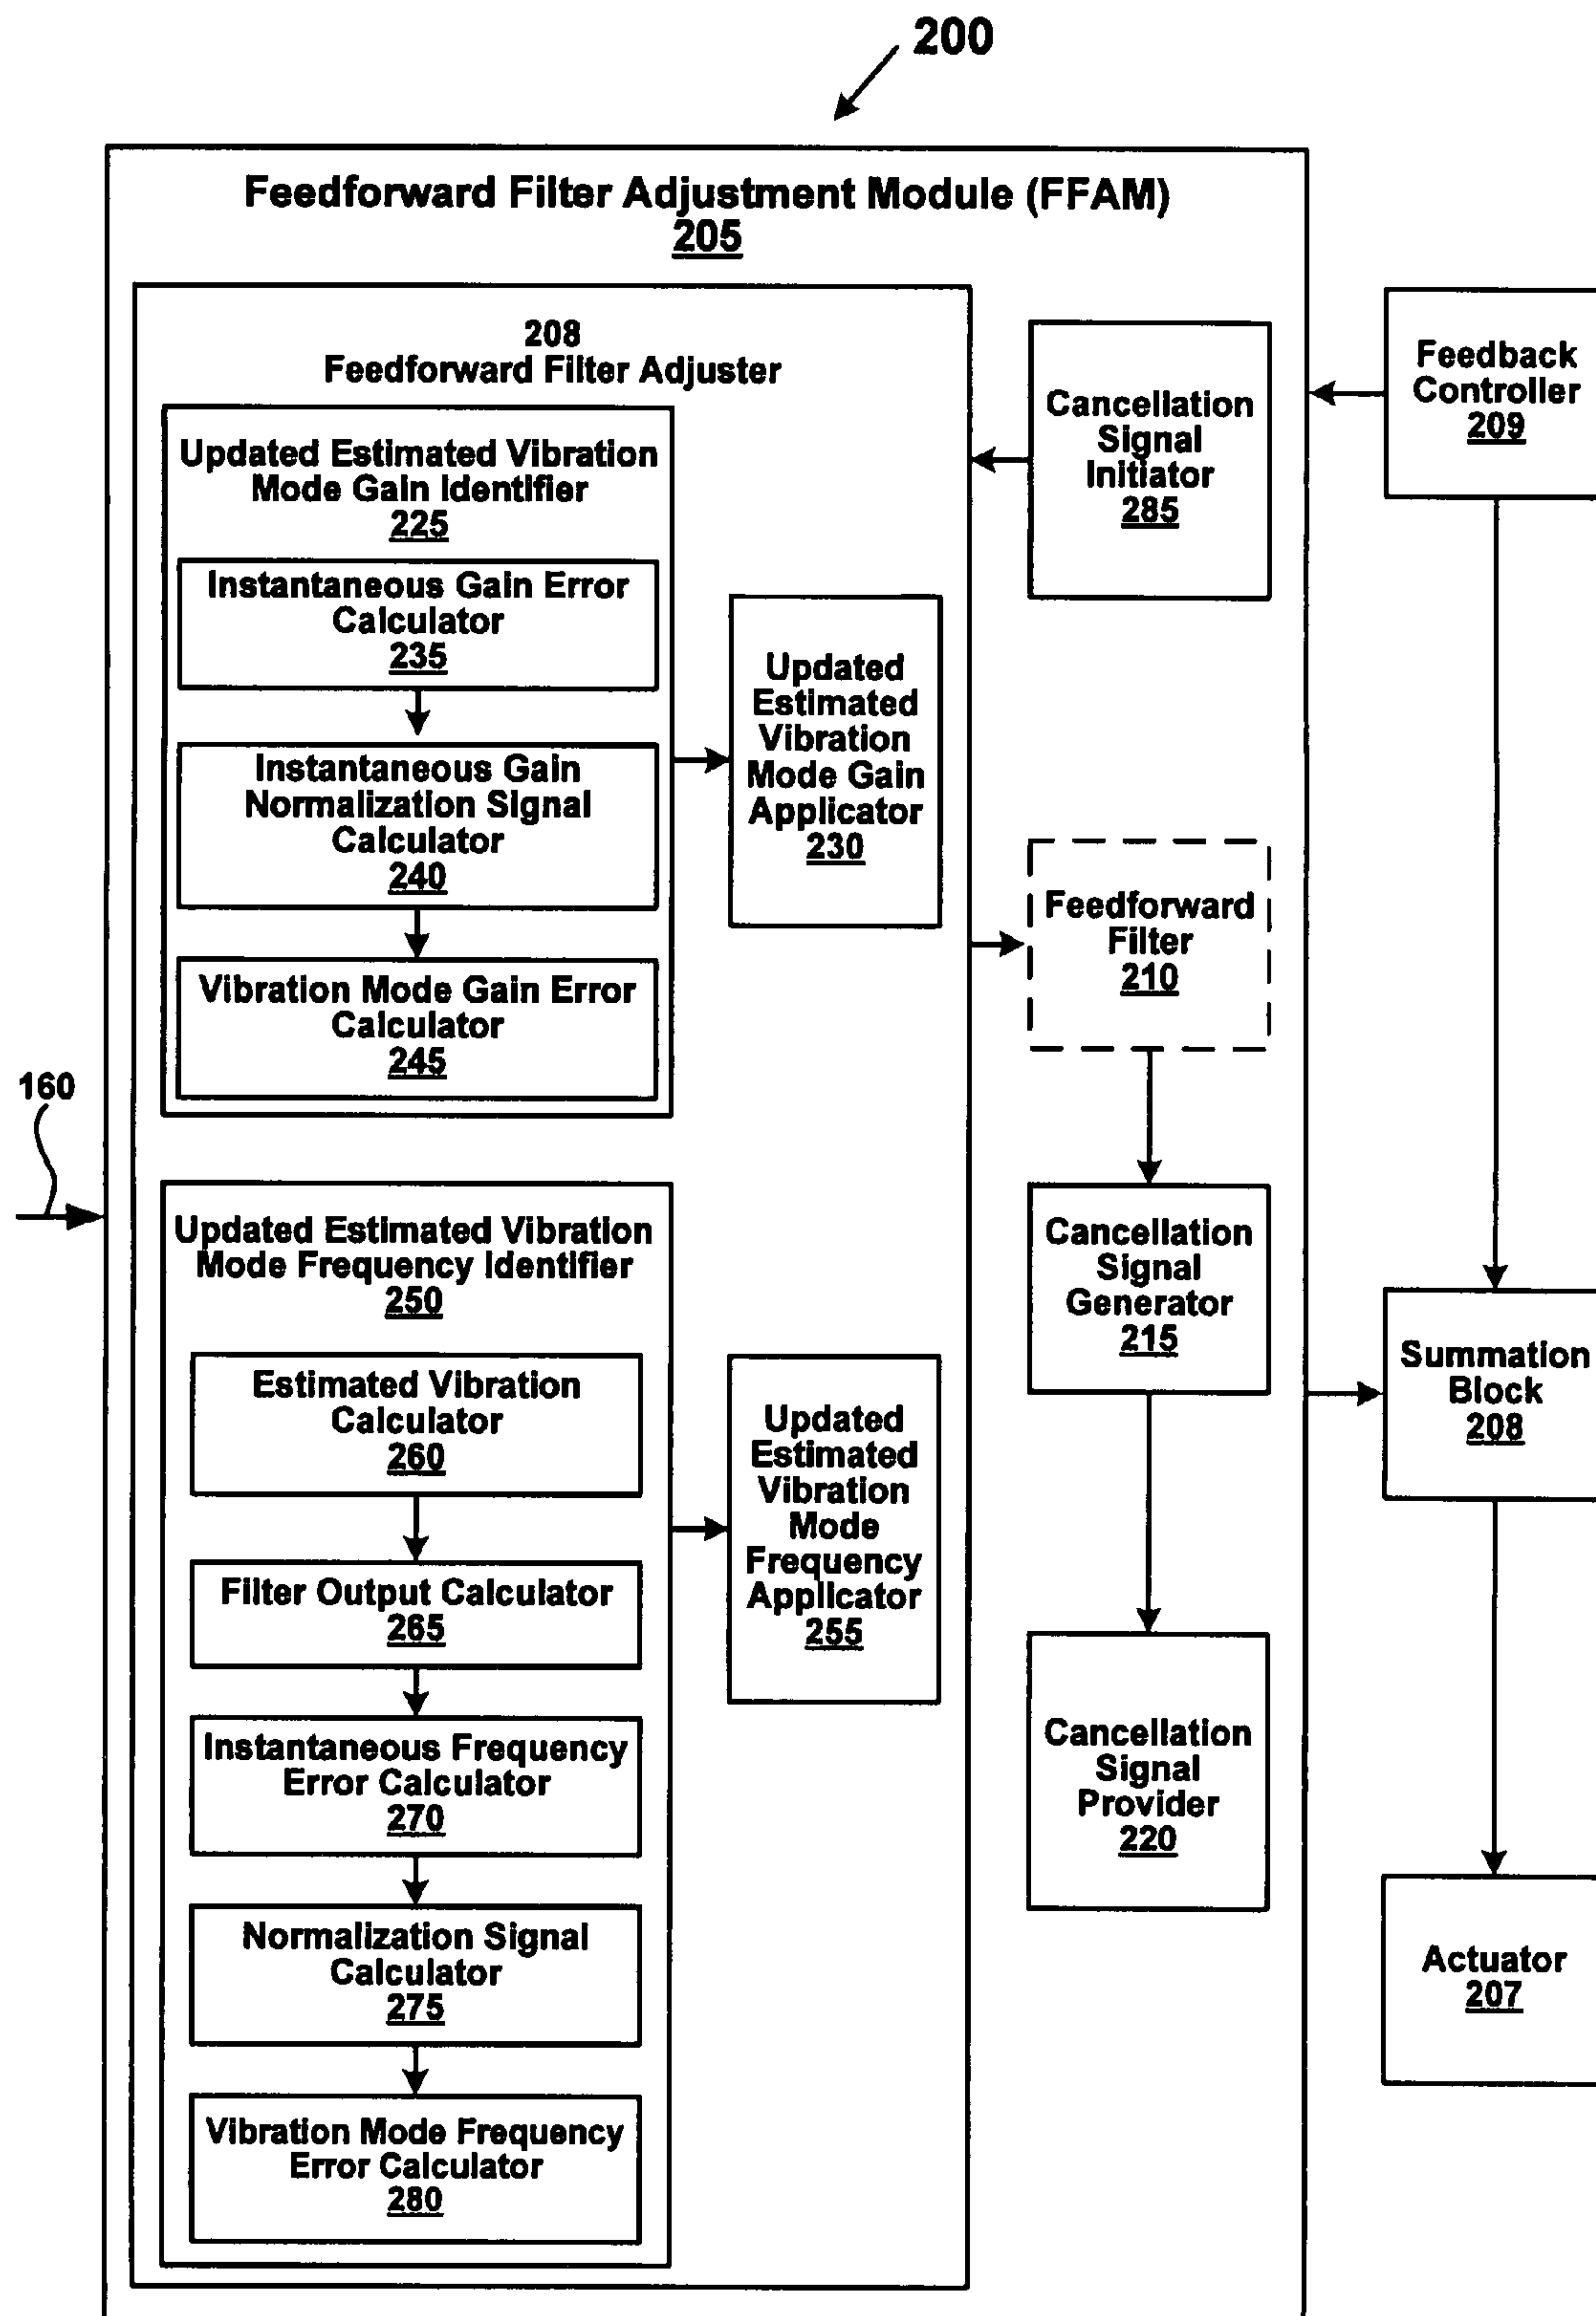 200
Feedforward Filter Adjustment Module (FFAM)
205
208
Feedforward Filter Adjuster
Updated Estimated Vibration
Mode Gain Identifier
225
Instantaneous Gain Error
Calculator
235
Instantaneous Gain
Normalization Signal
Calculator
240
Vibration Mode Gain Error
Calculator
245
Updated
Estimated
Vibration
Mode Gain
Applicator
230
Cancellation
Signal
Initiator
285
Feedback
Controller
209
Feedforward
Filter
210
160
Updated Estimated Vibration
Mode Frequency Identifier
250
Estimated Vibration
Calculator
260
Filter Output Calculator
265
Instantaneous Frequency
Error Calculator
270
Normalization Signal
Calculator
275
Vibration Mode Frequency
Error Calculator
280
Updated
Estimated
Vibration
Mode
Frequency
Applicator
255
Cancellation
Signal
Generator
215
Cancellation
Signal
Provider
220
Summation
Block
208
Actuator
207